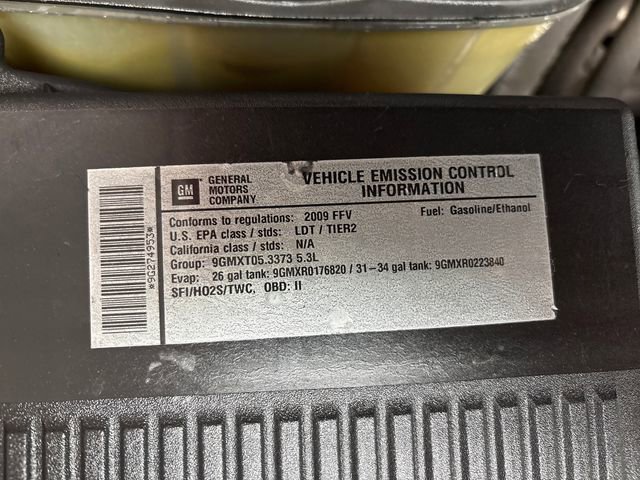 GM
GENERAL
MOTORS
COMPANY
VEHICLE EMISSION CONTROL
INFORMATION
Conforms to regulations: 2009 FFV Fuel: Gasoline/Ethanol
U.S. EPA class / stds: LDT / TIER2
California class / stds: N/A
Group: 9GMXT05.3373 5.3L
Evap: 26 gal tank: 9GMXR0176820 / 31-34 gal tank: 9GMXR0223840
SFI/HO2S/TWC, OBD: II
*9G274953*